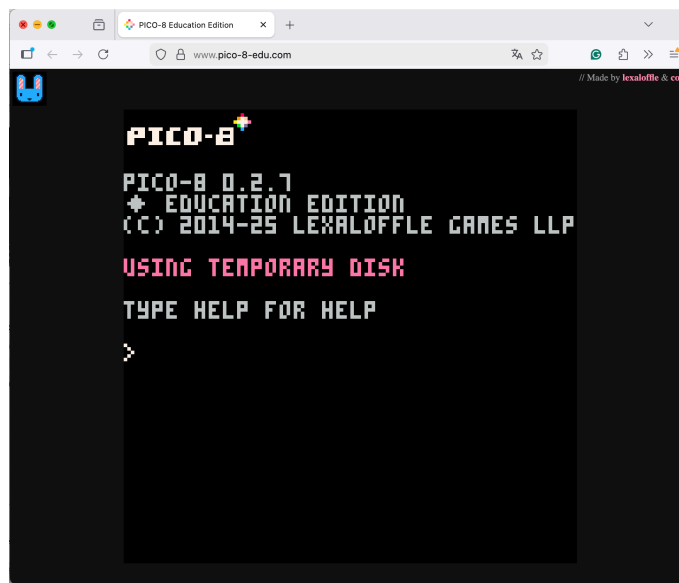 PICO-8 Education Edition
www.pico-8-edu.com
// Made by lexaloffle & co
PICO-8
PICO-8 0.2.7
EDUCATION EDITION
(C) 2014-25 LEXALOFFLE GAMES LLP
USING TEMPORARY DISK
TYPE HELP FOR HELP
>